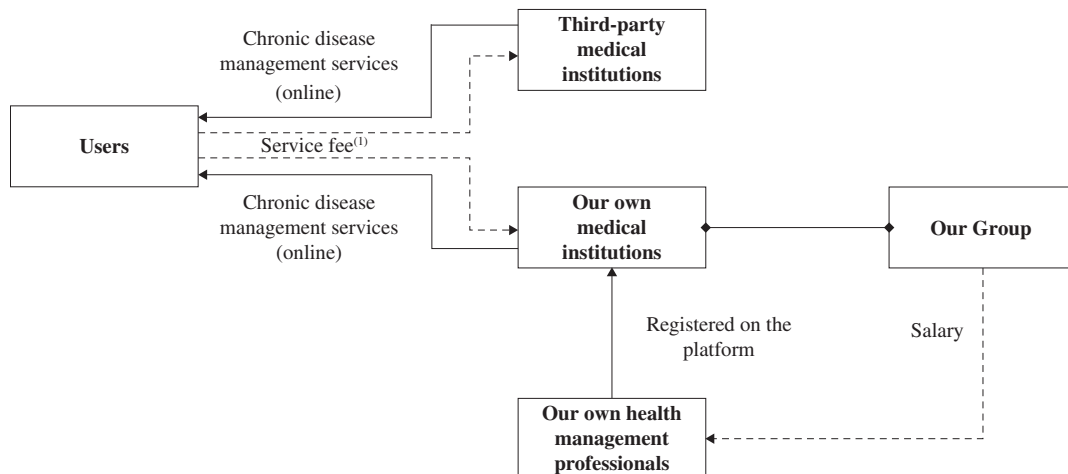 Third-party
medical
institutions
Chronic disease
management services
(online)
Users
Service fee(1)
Chronic disease
management services
(online)
Our own
medical
institutions
Our Group
Registered on the
platform
Salary
Our own health
management
professionals